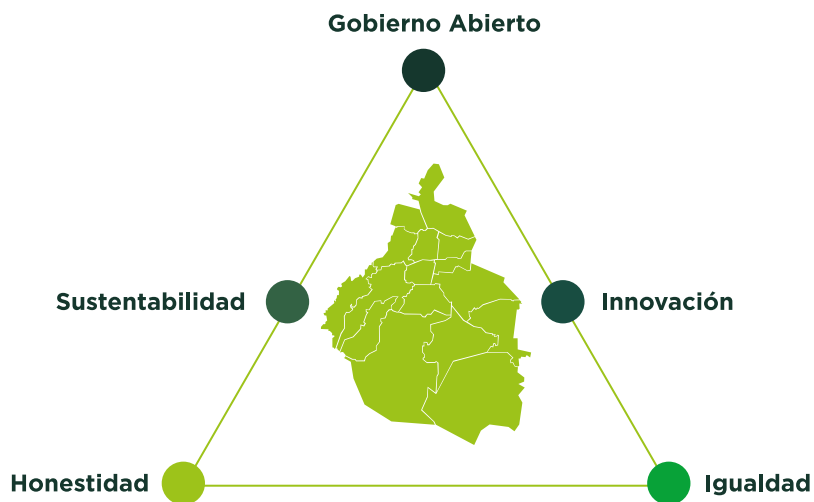 Gobierno Abierto
Sustentabilidad
Innovación
Honestidad
Igualdad